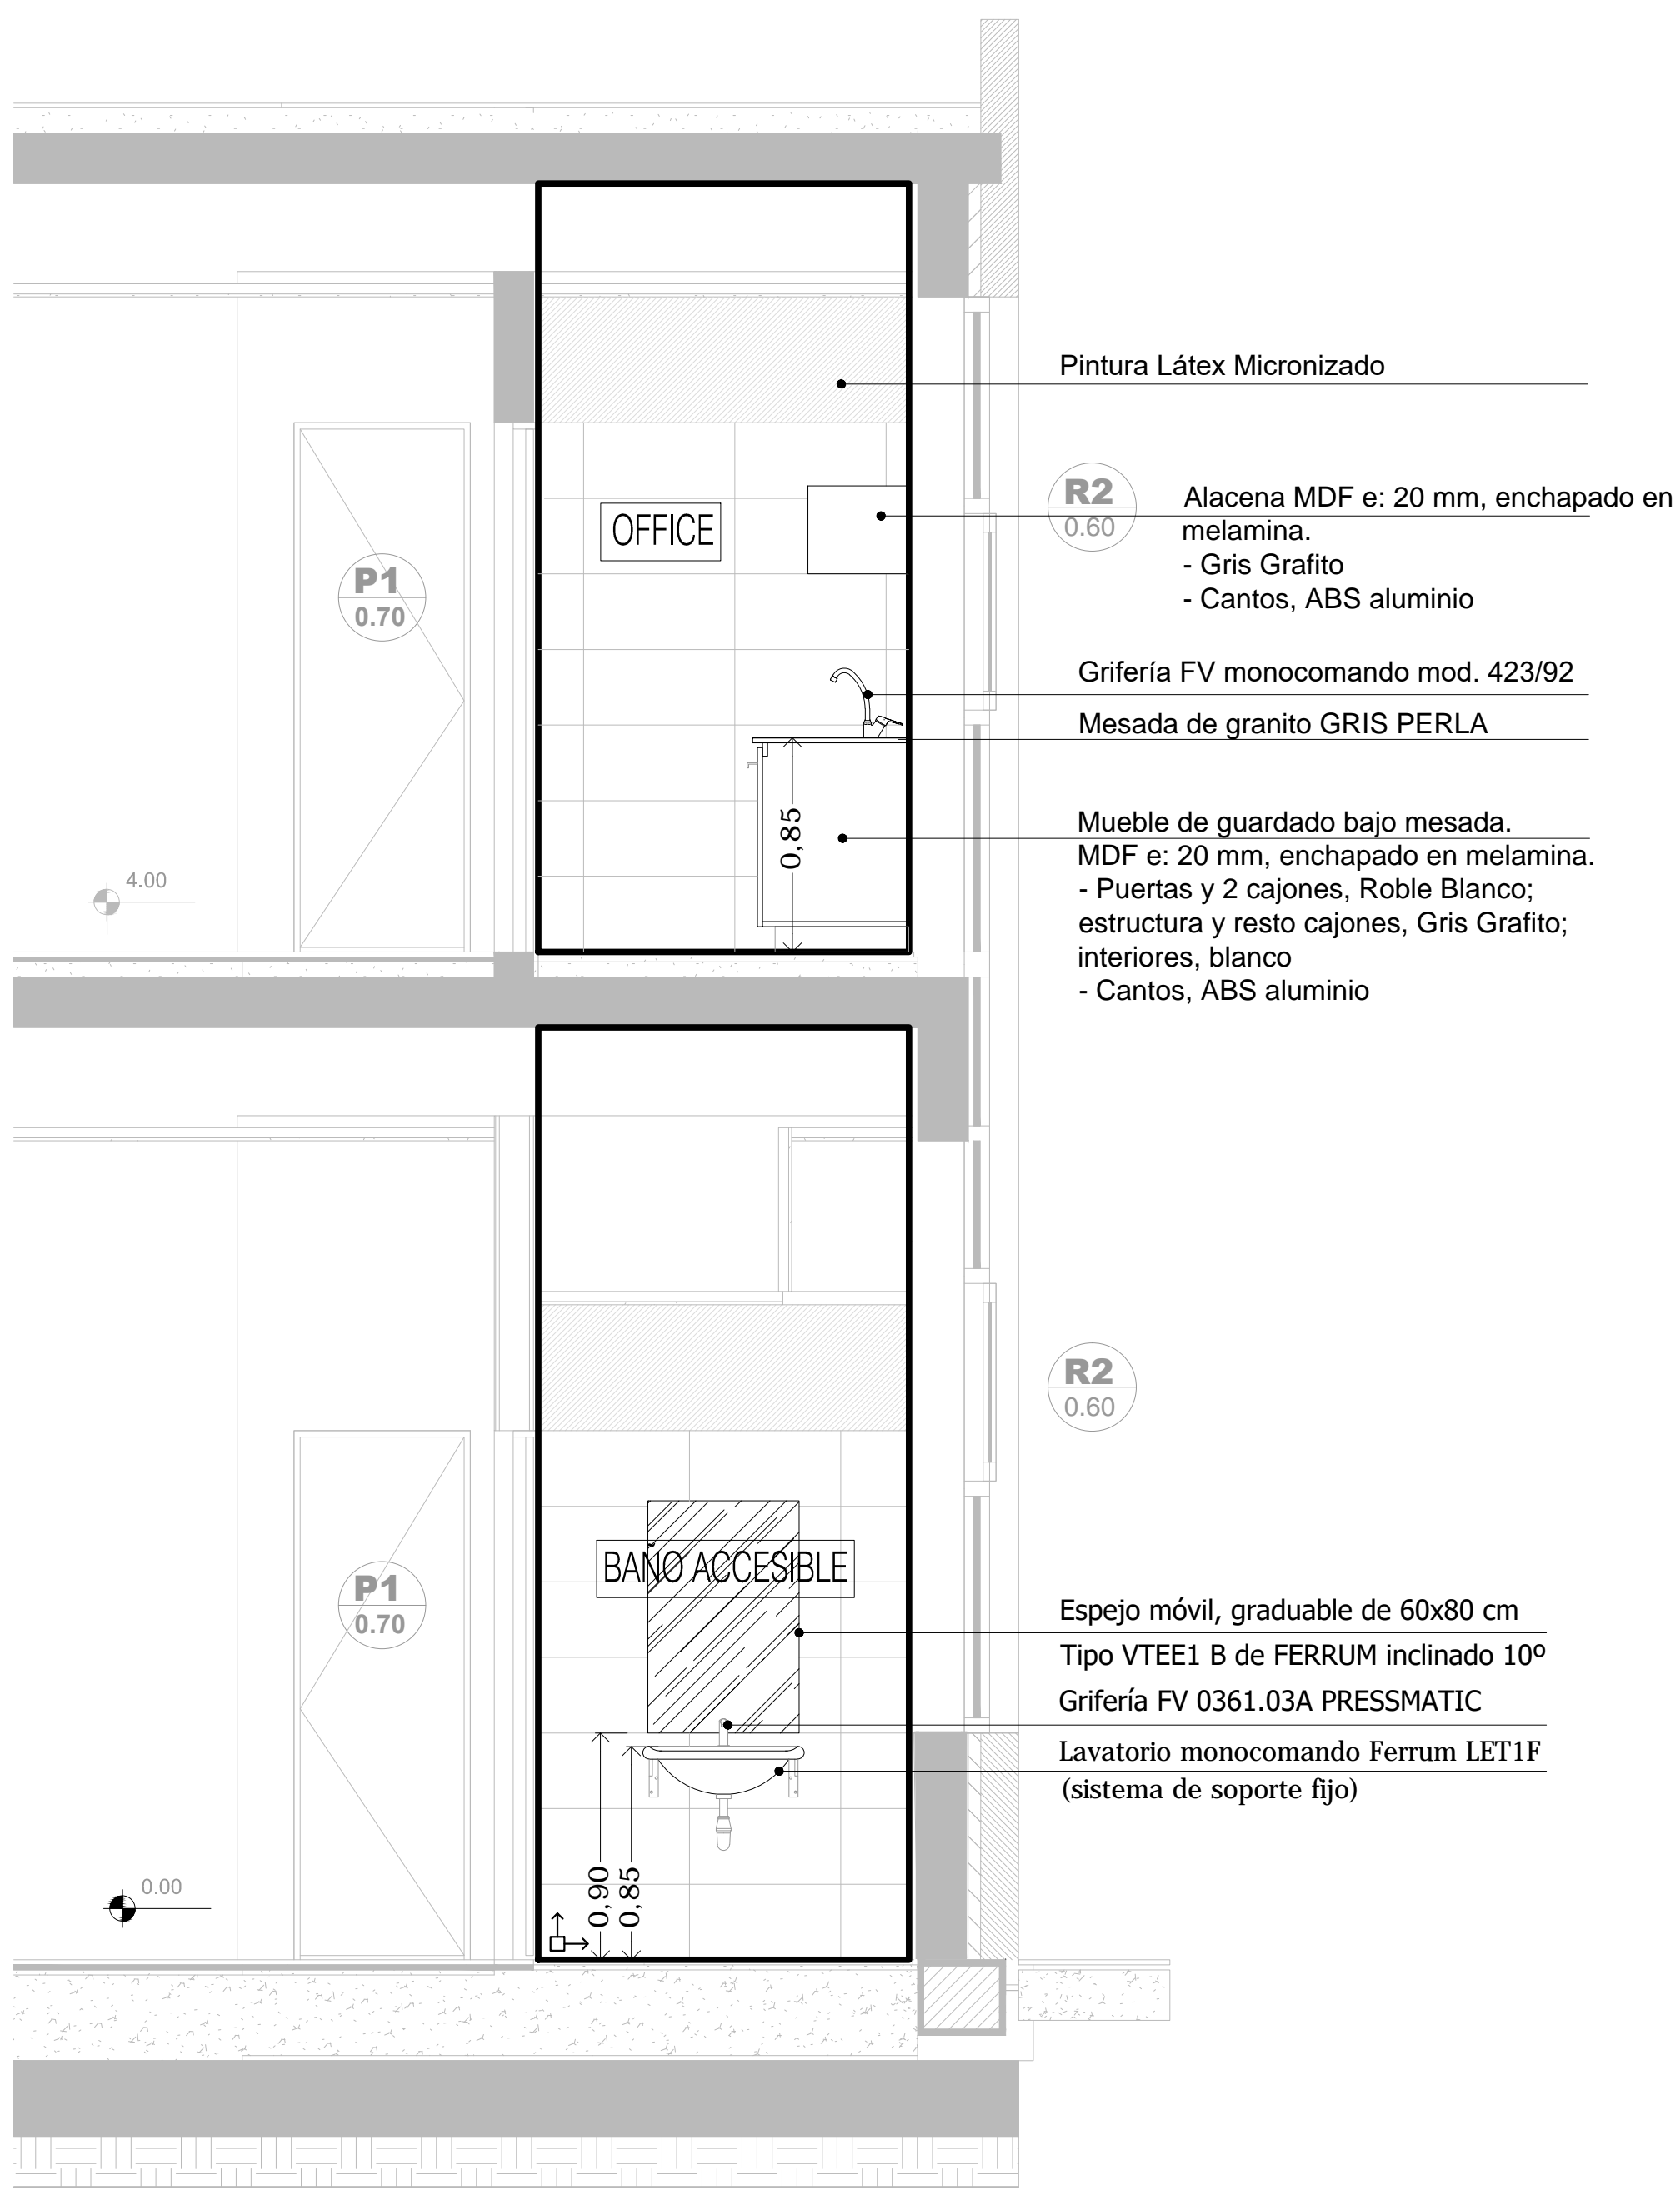 Pintura Látex Micronizado
R2
0.60
Alacena MDF e: 20 mm, enchapado en
melamina.
- Gris Grafito
- Cantos, ABS aluminio
OFFICE
P1
0.70
Grifería FV monocomando mod. 423/92
Mesada de granito GRIS PERLA
0,85
Mueble de guardado bajo mesada.
MDF e: 20 mm, enchapado en melamina.
- Puertas y 2 cajones, Roble Blanco;
estructura y resto cajones, Gris Grafito;
interiores, blanco
- Cantos, ABS aluminio
4.00
R2
0.60
BAÑO ACCESIBLE
P1
0.70
Espejo móvil, graduable de 60x80 cm
Tipo VTEE1 B de FERRUM inclinado 10º
Grifería FV 0361.03A PRESSMATIC
Lavatorio monocomando Ferrum LET1F
(sistema de soporte fijo)
0.00
0,90
0,85